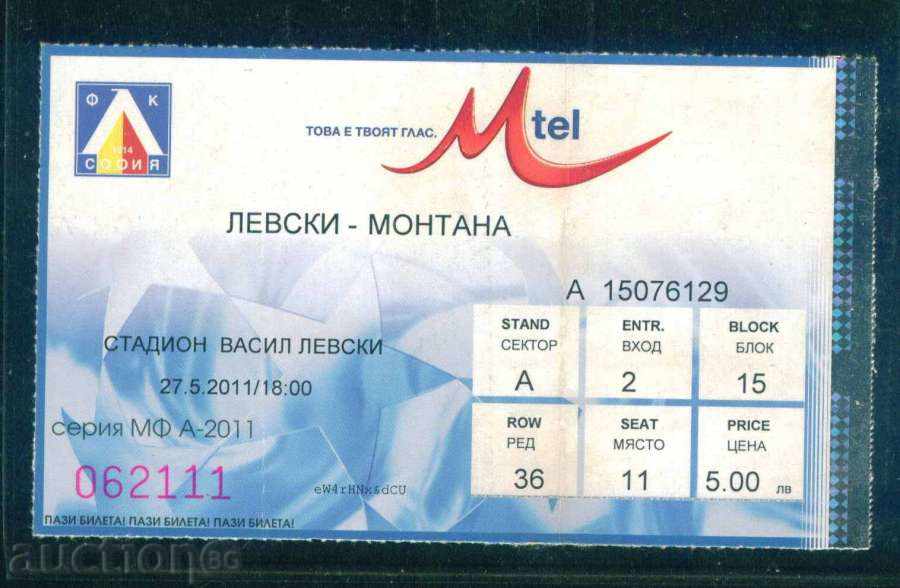 Ф К
1914
СОФИЯ
ТОВА Е ТВОЯТ ГЛАС.
Mtel
ЛЕВСКИ - МОНТАНА
A 15076129
СТАДИОН ВАСИЛ ЛЕВСКИ
27.5.2011/18:00
серия МФ А-2011
062111
eW4rHNx&dCU
ПАЗИ БИЛЕТА! ПАЗИ БИЛЕТА! ПАЗИ БИЛЕТА!
STAND
СЕКТОР
A
ENTR.
ВХОД
2
BLOCK
БЛОК
15
ROW
РЕД
36
SEAT
МЯСТО
11
PRICE
ЦЕНА
5.00 лв
auction BG